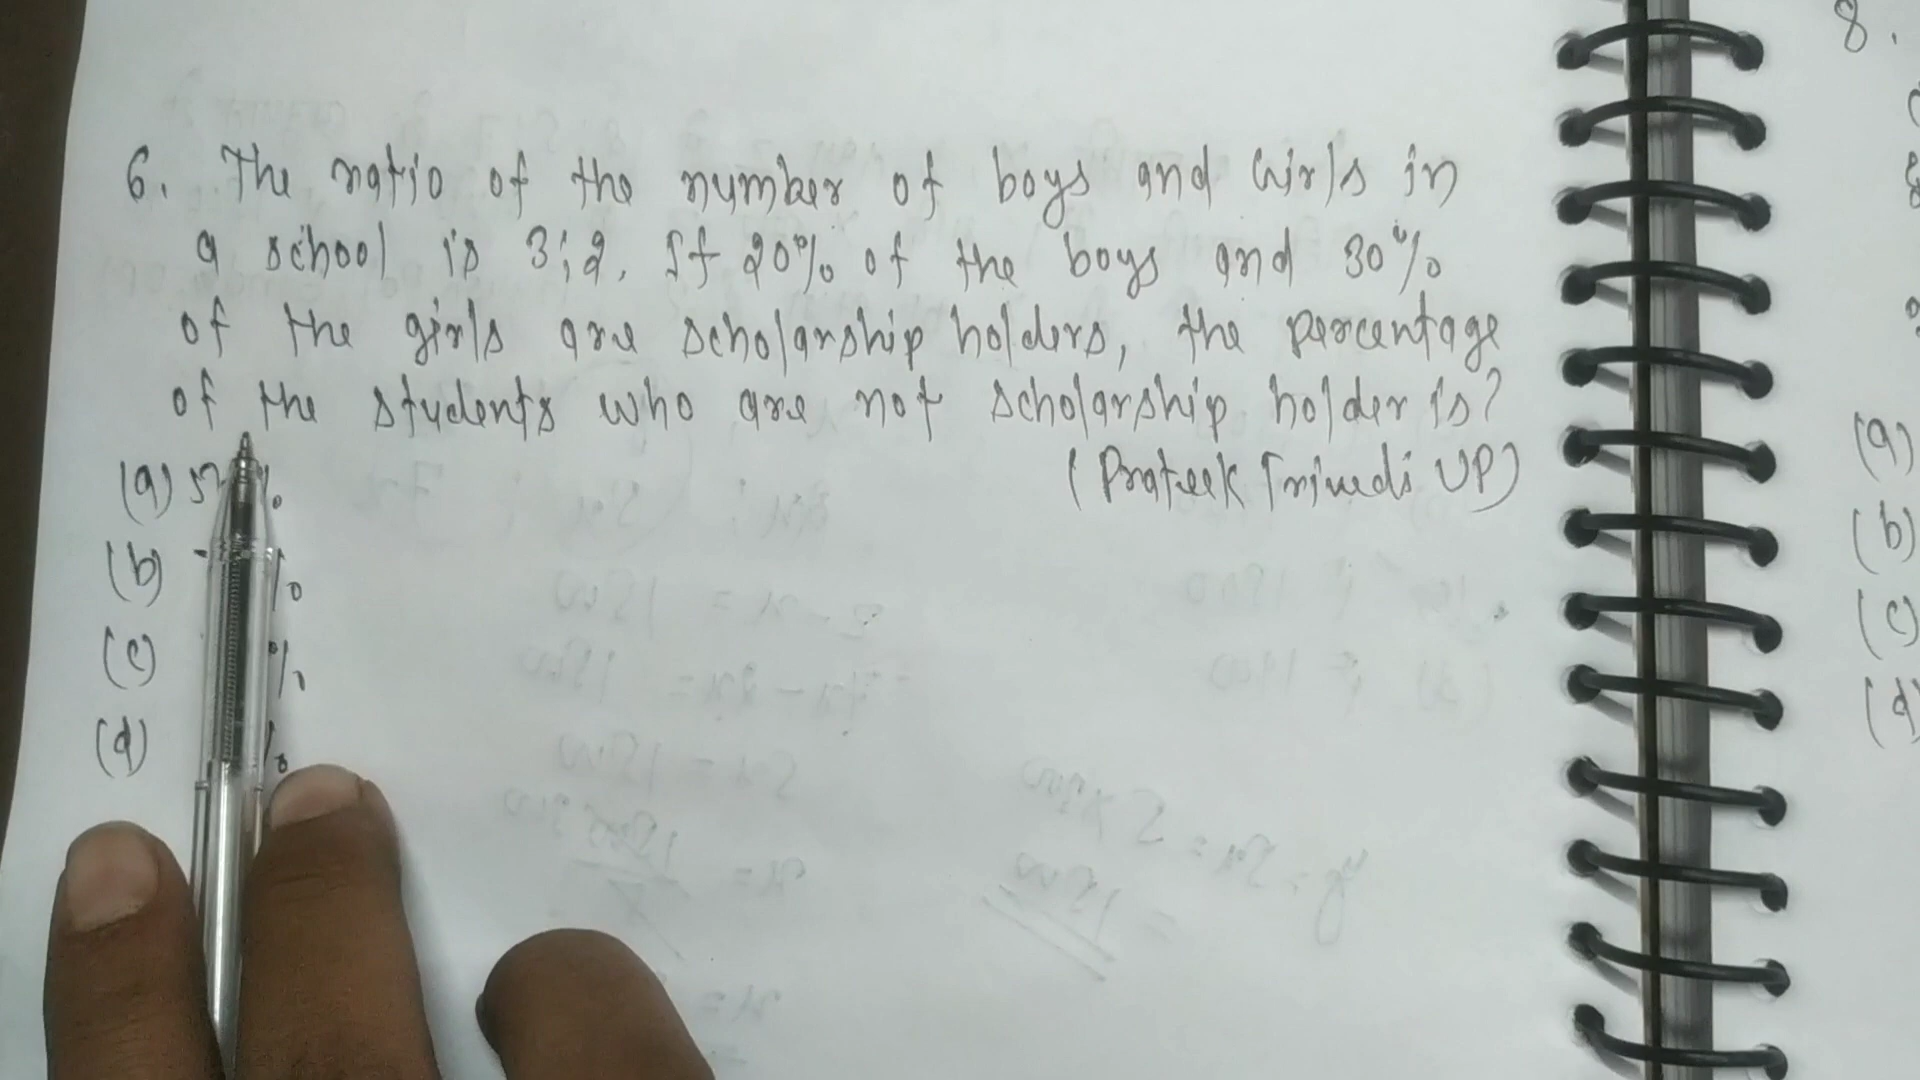 6. The ratio of the number of boys and Girls in
a school is 3:2. If 20% of the boys and 30%
of the girls are scholarship holders, the percentage
of the students who are not scholarship holder is?
(Prateek Trivedi UP)
(a) %
(b) %
(c) %
(d) %
8.
(a)
(b)
(c)
(d)